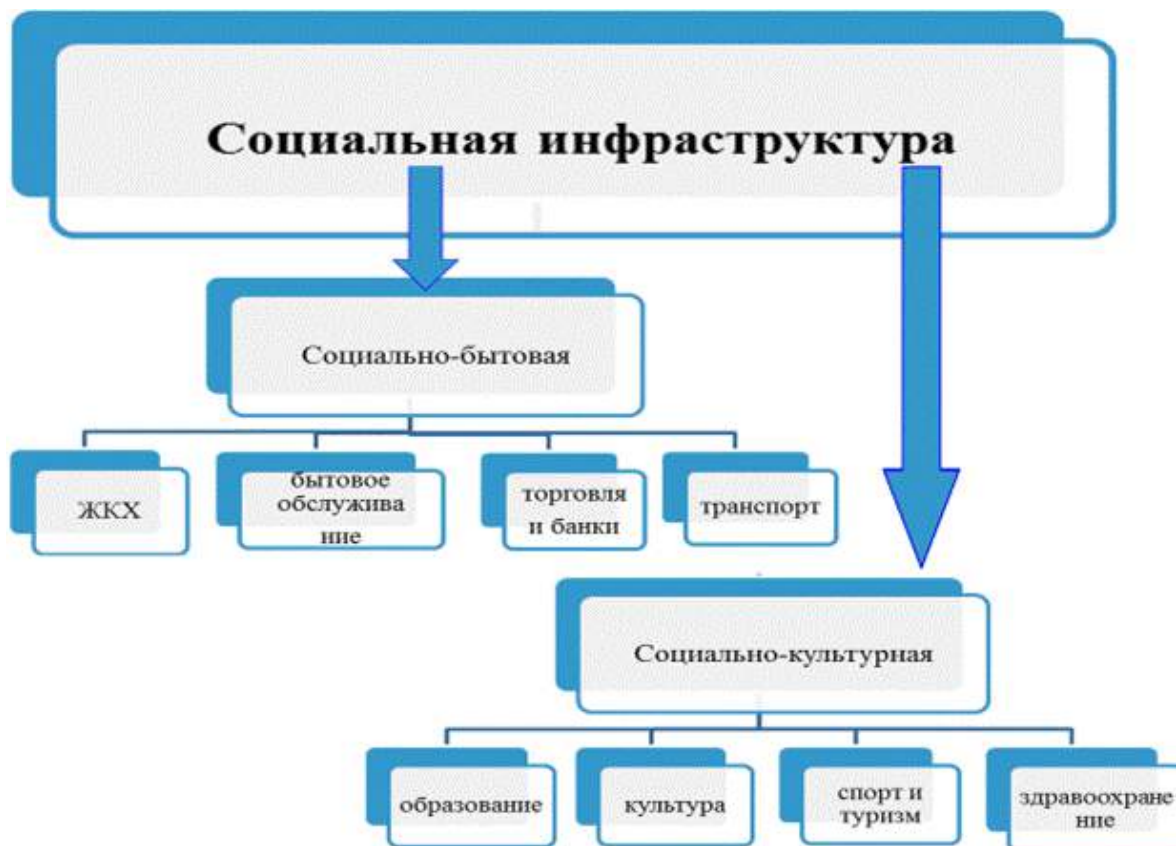 Социальная инфраструктура
Социально-бытовая
ЖКХ
бытовое
обслужива
ние
торговля
и банки
транспорт
Социально-культурная
образование
культура
спорт и
туризм
здравоохране
ние